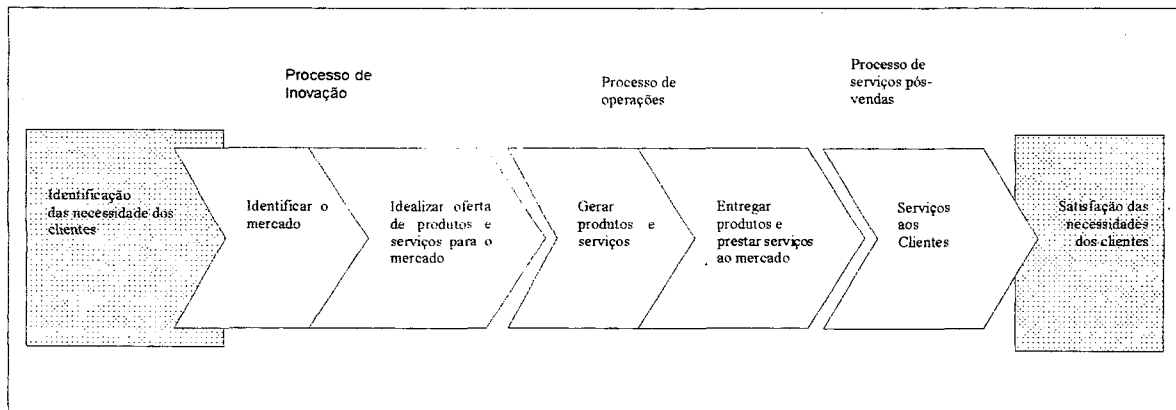 Processo de
Inovação
Processo de
operações
Processo de
serviços pós-
vendas
Identificação
das necessidade dos
clientes
Identificar o
mercado
Idealizar oferta
de produtos e
serviços para o
mercado
Gerar
produtos e
serviços
Entregar
produtos e
prestar serviços
ao mercado
Serviços
aos
Clientes
Satisfação das
necessidades
dos clientes